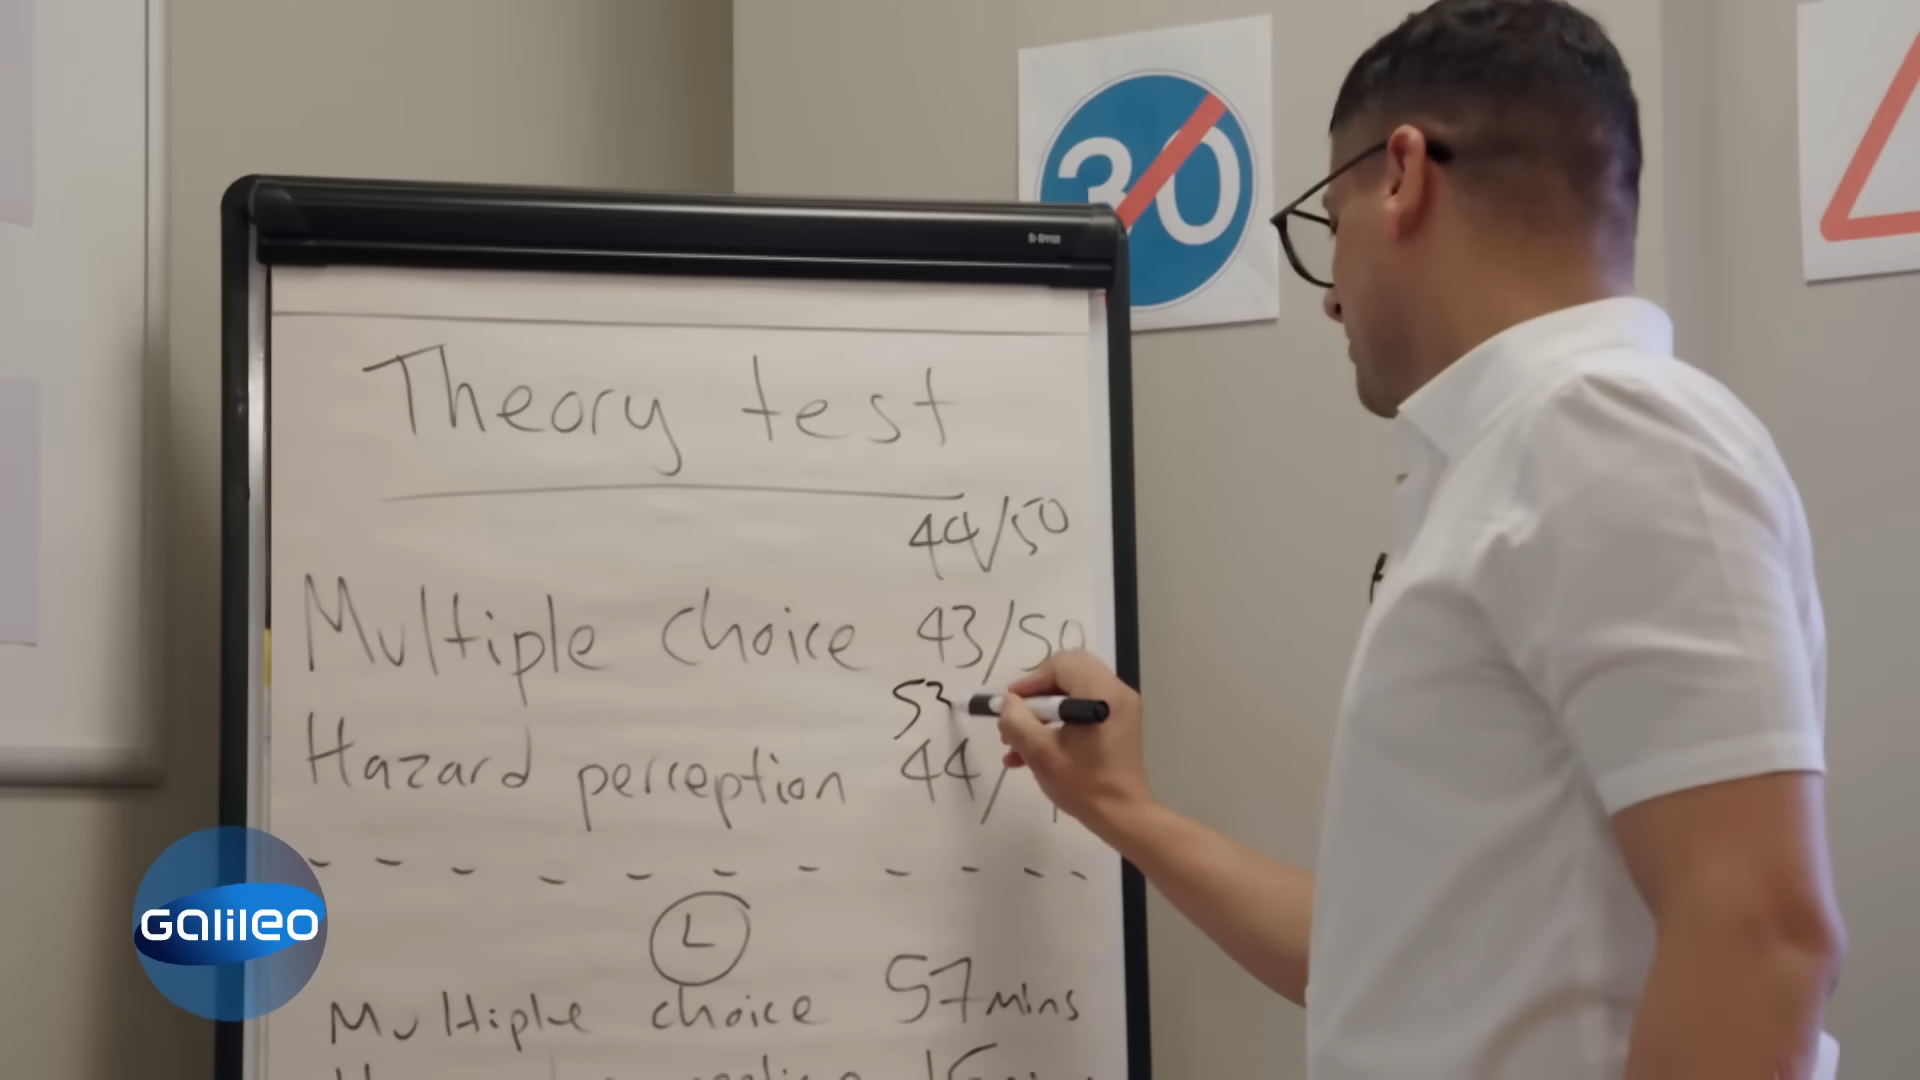 30
Theory test
44/50
Multiple choice 43/50
53
Hazard perception 44/
L
Multiple choice 57mins
GALILEO